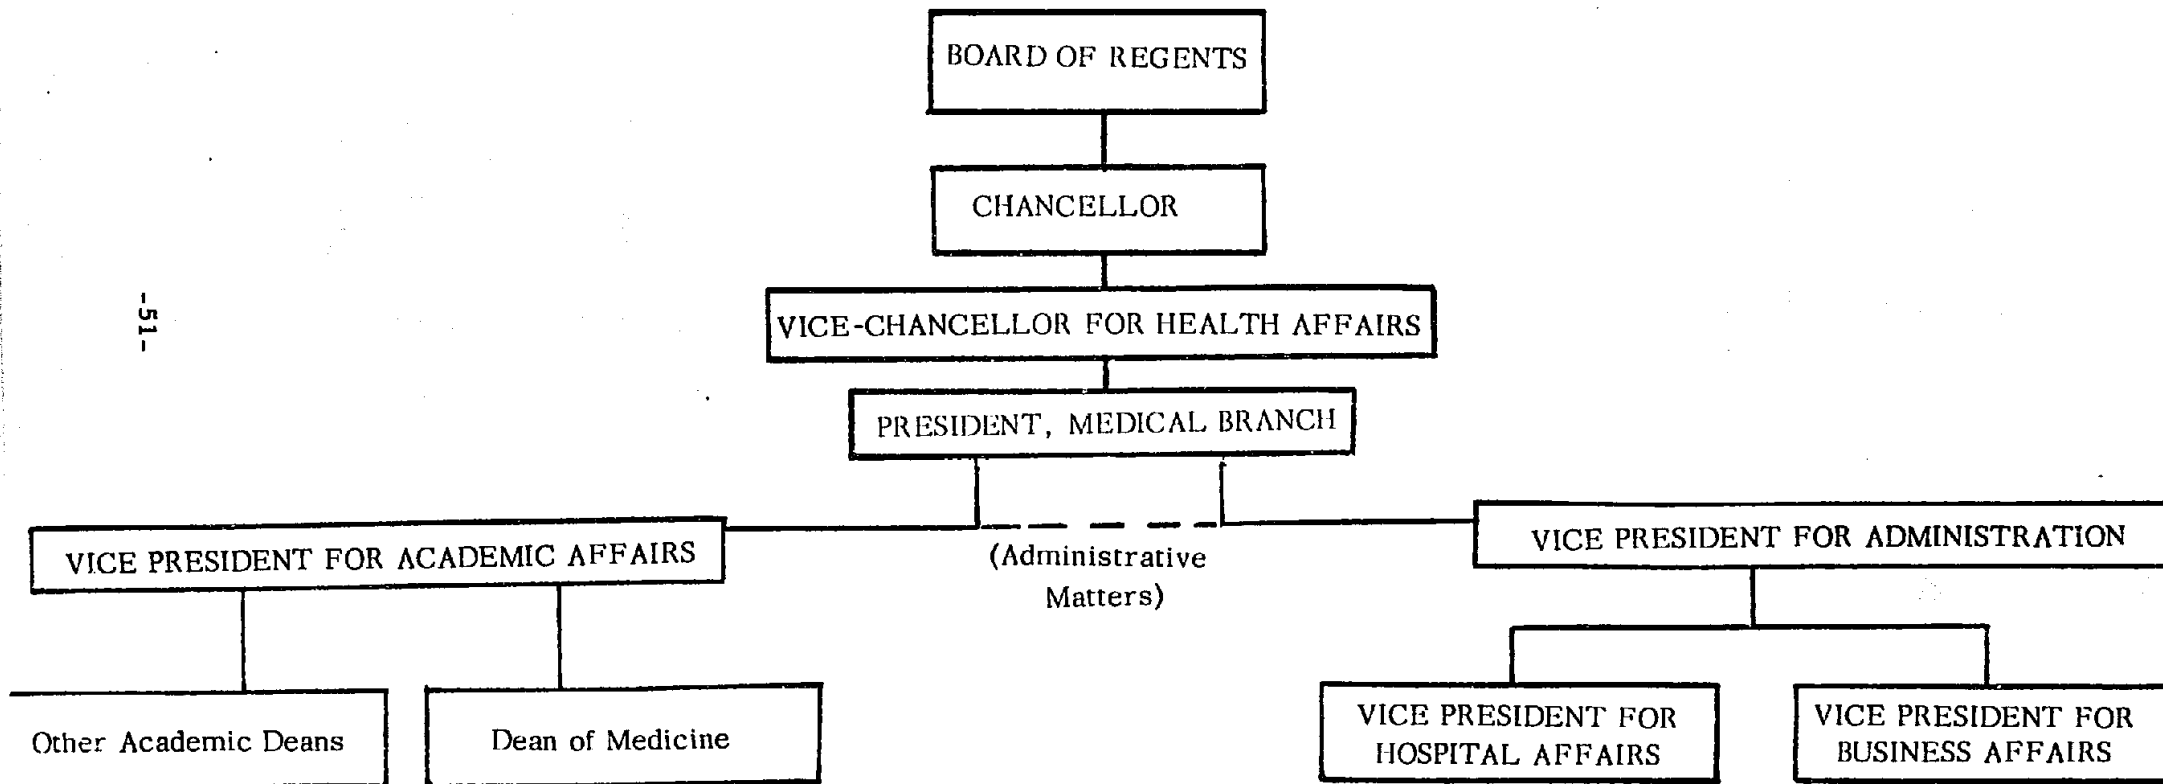 BOARD OF REGENTS
CHANCELLOR
-51-
VICE-CHANCELLOR FOR HEALTH AFFAIRS
PRESIDENT, MEDICAL BRANCH
VICE PRESIDENT FOR ACADEMIC AFFAIRS
(Administrative
Matters)
VICE PRESIDENT FOR ADMINISTRATION
Other Academic Deans
Dean of Medicine
VICE PRESIDENT FOR
HOSPITAL AFFAIRS
VICE PRESIDENT FOR
BUSINESS AFFAIRS